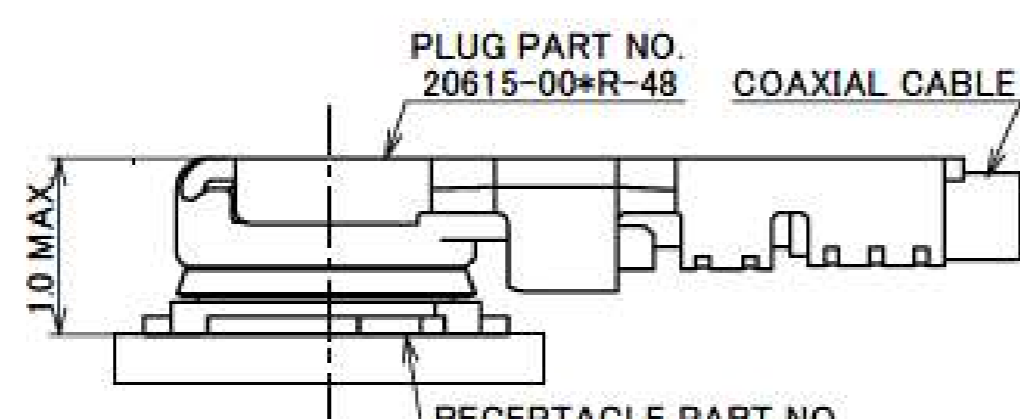 PLUG PART NO.
20615-00*R-48
COAXIAL CABLE
1.0 MAX.
RECEPTACLE PART NO.